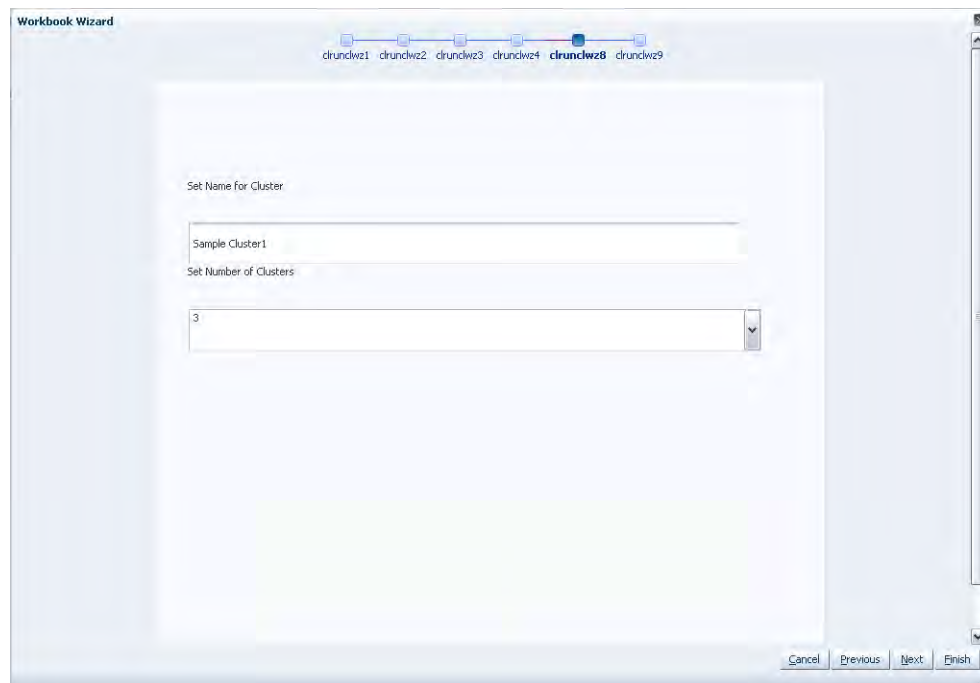 Workbook Wizard
clrunclwz1 clrunclwz2 clrunclwz3 clrunclwz4 clrunclwz8 clrunclwz9
Set Name for Cluster
Sample Cluster1
Set Number of Clusters
3
Cancel Previous Next Finish